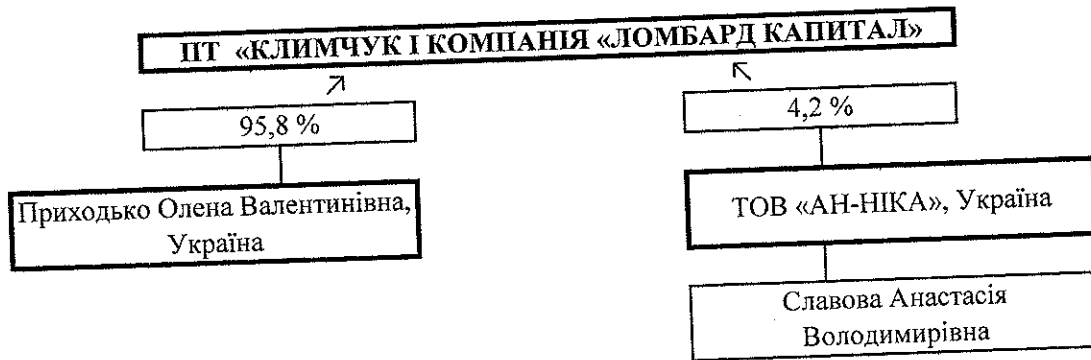 ПТ «КЛИМЧУК І КОМПАНІЯ «ЛОМБАРД КАПИТАЛ»
95,8 %
4,2 %
Приходько Олена Валентинівна,
Україна
ТОВ «АН-НІКА», Україна
Славова Анастасія
Володимирівна